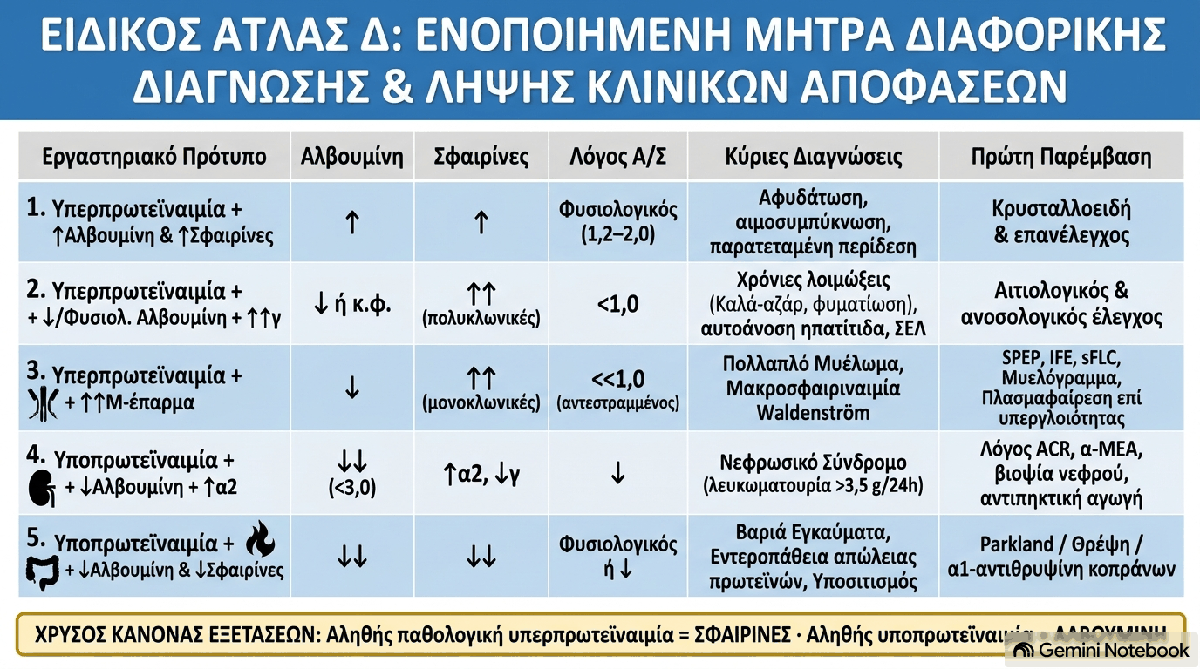 ΕΙΔΙΚΟΣ ΑΤΛΑΣ Δ: ΕΝΟΠΟΙΗΜΕΝΗ ΜΗΤΡΑ ΔΙΑΦΟΡΙΚΗΣ
ΔΙΑΓΝΩΣΗΣ & ΛΗΨΗΣ ΚΛΙΝΙΚΩΝ ΑΠΟΦΑΣΕΩΝ
Εργαστηριακό Πρότυπο
Αλβουμίνη
Σφαιρίνες
Λόγος Α/Σ
Κύριες Διαγνώσεις
Πρώτη Παρέμβαση
1. Υπερπρωτεϊναιμία +
↑Αλβουμίνη & ↑Σφαιρίνες
↑
↑
Φυσιολογικός
(1,2–2,0)
Αφυδάτωση,
αιμοσυμπύκνωση,
παρατεταμένη περίδεση
Κρυσταλλοειδή
& επανέλεγχος
2. Υπερπρωτεϊναιμία +
+ ↓/Φυσιολ. Αλβουμίνη + ↑↑γ
↓ ή κ.φ.
↑↑
(πολυκλωνικές)
<1,0
Χρόνιες λοιμώξεις
(Καλά-αζάρ, φυματίωση),
αυτοάνοση ηπατίτιδα, ΣΕΛ
Αιτιολογικός &
ανοσολογικός έλεγχος
3. Υπερπρωτεϊναιμία +
+ ↑↑Μ-έπαρμα
↓
↑↑
(μονοκλωνικές)
<<1,0
(αντεστραμμένος)
Πολλαπλό Μυέλωμα,
Μακροσφαιριναιμία
Waldenström
SPEP, IFE, sFLC,
Μυελόγραμμα,
Πλασμαφαίρεση επί
υπεργλοιότητας
4. Υποπρωτεϊναιμία +
+ ↓Αλβουμίνη + ↑α2
↓↓
(<3,0)
↑α2, ↓γ
↓
Νεφρωσικό Σύνδρομο
(λευκωματουρία >3,5 g/24h)
Λόγος ACR, α-ΜΕΑ,
βιοψία νεφρού,
αντιπηκτική αγωγή
5. Υποπρωτεϊναιμία +
+ ↓Αλβουμίνη & ↓Σφαιρίνες
↓↓
↓↓
Φυσιολογικός
ή ↓
Βαριά Εγκαύματα,
Εντεροπάθεια απώλειας
πρωτεϊνών, Υποσιτισμός
Parkland / Θρέψη /
α1-αντιθρυψίνη κοπράνων
ΧΡΥΣΟΣ ΚΑΝΟΝΑΣ ΕΞΕΤΑΣΕΩΝ: Αληθής παθολογική υπερπρωτεϊναιμία = ΣΦΑΙΡΙΝΕΣ · Αληθής υποπρωτεϊναιμία
Gemini Notebook